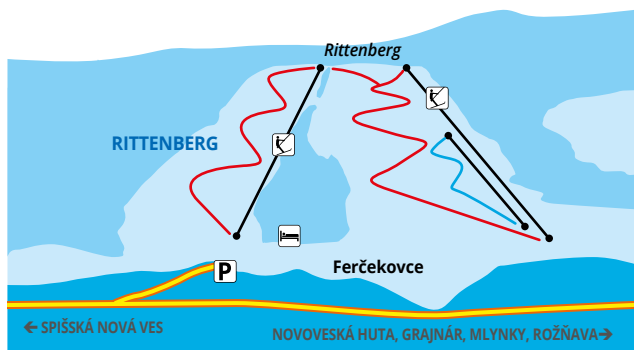 Rittenberg
RITTENBERG
P
Ferčekovce
← SPIŠSKÁ NOVÁ VES
NOVOVESKÁ HUTA, GRAJNÁR, MLYNKY, ROŽŇAVA→